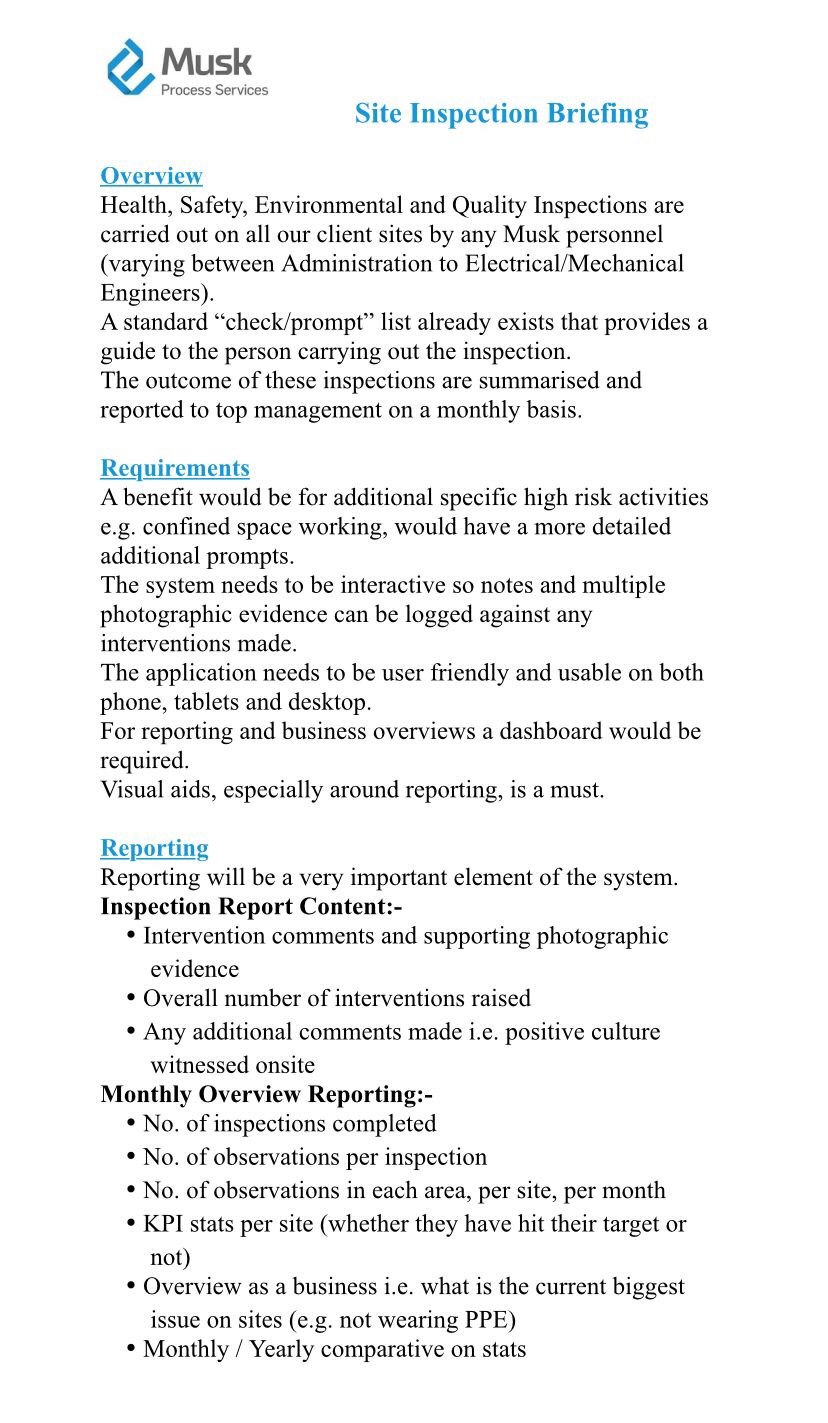 Musk
Process Services
Site Inspection Briefing
Overview
Health, Safety, Environmental and Quality Inspections are
carried out on all our client sites by any Musk personnel
(varying between Administration to Electrical/Mechanical
Engineers).
A standard “check/prompt” list already exists that provides a
guide to the person carrying out the inspection.
The outcome of these inspections are summarised and
reported to top management on a monthly basis.
Requirements
A benefit would be for additional specific high risk activities
e.g. confined space working, would have a more detailed
additional prompts.
The system needs to be interactive so notes and multiple
photographic evidence can be logged against any
interventions made.
The application needs to be user friendly and usable on both
phone, tablets and desktop.
For reporting and business overviews a dashboard would be
required.
Visual aids, especially around reporting, is a must.
Reporting
Reporting will be a very important element of the system.
Inspection Report Content:-
• Intervention comments and supporting photographic
evidence
• Overall number of interventions raised
• Any additional comments made i.e. positive culture
witnessed onsite
Monthly Overview Reporting:-
• No. of inspections completed
• No. of observations per inspection
• No. of observations in each area, per site, per month
• KPI stats per site (whether they have hit their target or
not)
• Overview as a business i.e. what is the current biggest
issue on sites (e.g. not wearing PPE)
• Monthly / Yearly comparative on stats